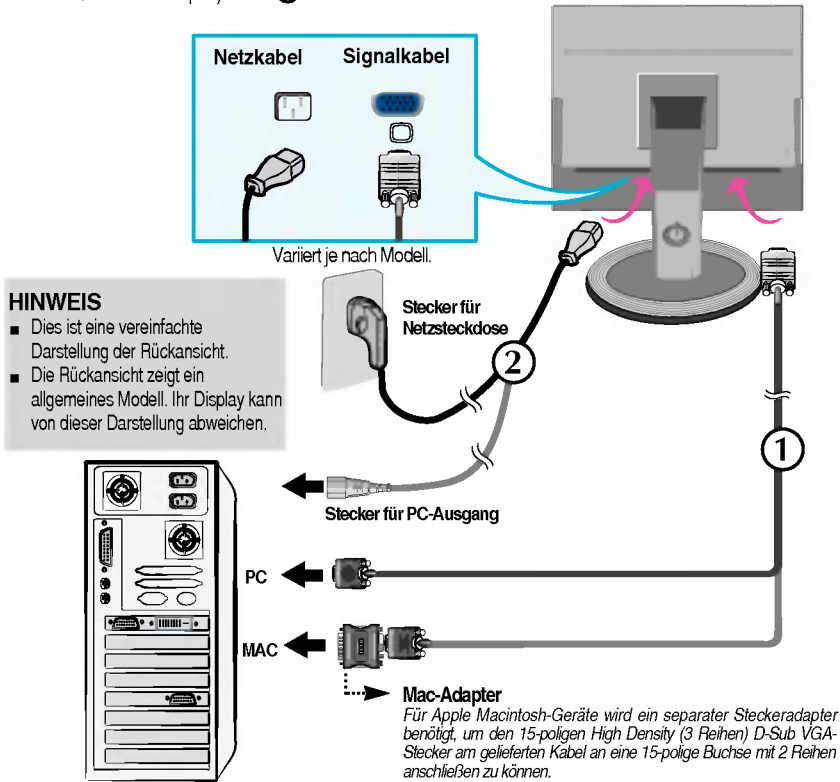 Netzkabel
Signalkabel
Variiert je nach Modell.
HINWEIS
■ Dies ist eine vereinfachte
Darstellung der Rückansicht.
■ Die Rückansicht zeigt ein
allgemeines Modell. Ihr Display kann
von dieser Darstellung abweichen.
Stecker für
Netzsteckdose
2
1
Stecker für PC-Ausgang
PC
MAC
Mac-Adapter
Für Apple Macintosh-Geräte wird ein separater Steckeradapter
benötigt, um den 15-poligen High Density (3 Reihen) D-Sub VGA-
Stecker am gelieferten Kabel an eine 15-polige Buchse mit 2 Reihen
anschließen zu können.